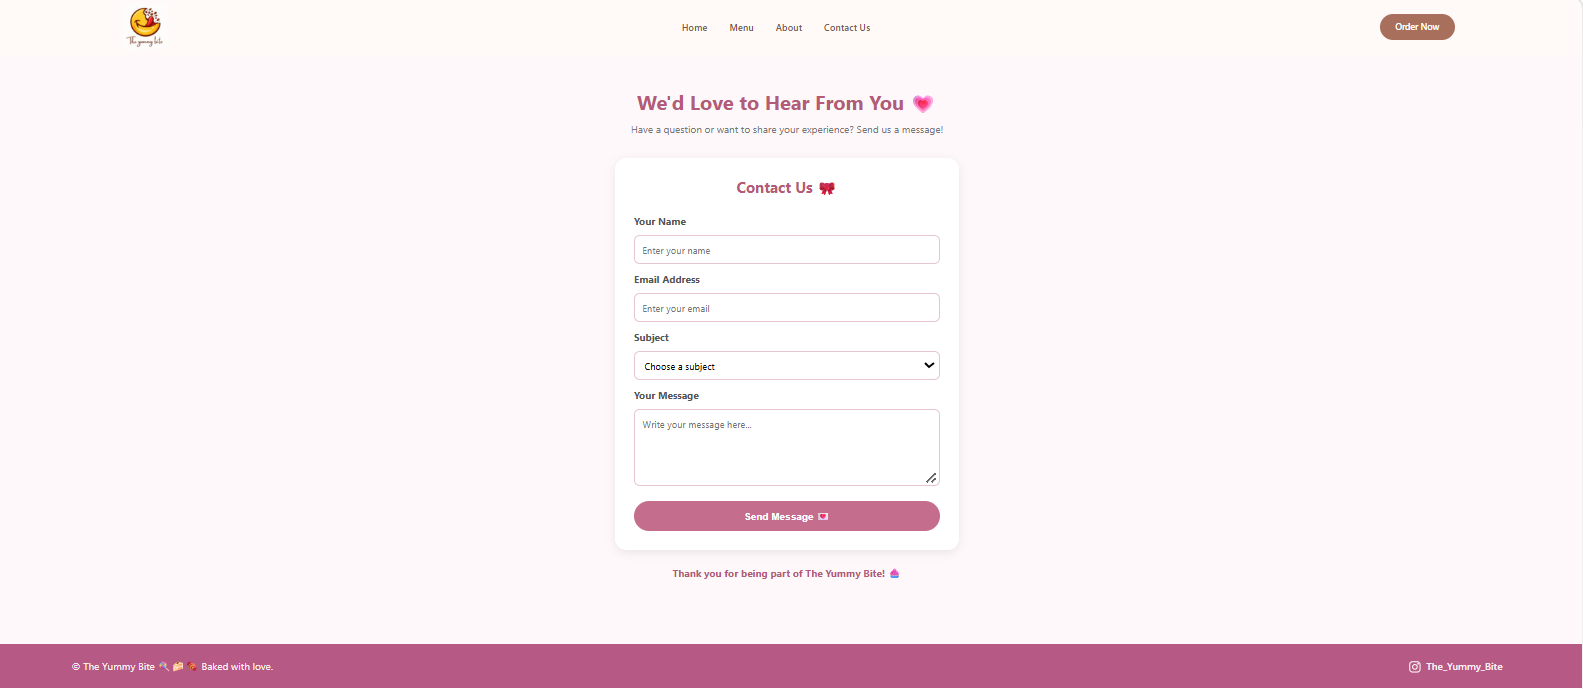 The yummy bite
Home Menu About Contact Us
Order Now
We'd Love to Hear From You 💗
Have a question or want to share your experience? Send us a message!
Contact Us 🎀
Your Name
Enter your name
Email Address
Enter your email
Subject
Choose a subject
Your Message
Write your message here...
Send Message 💌
Thank you for being part of The Yummy Bite! 🧁
© The Yummy Bite 🍭🍰🍫 Baked with love.
The_Yummy_Bite